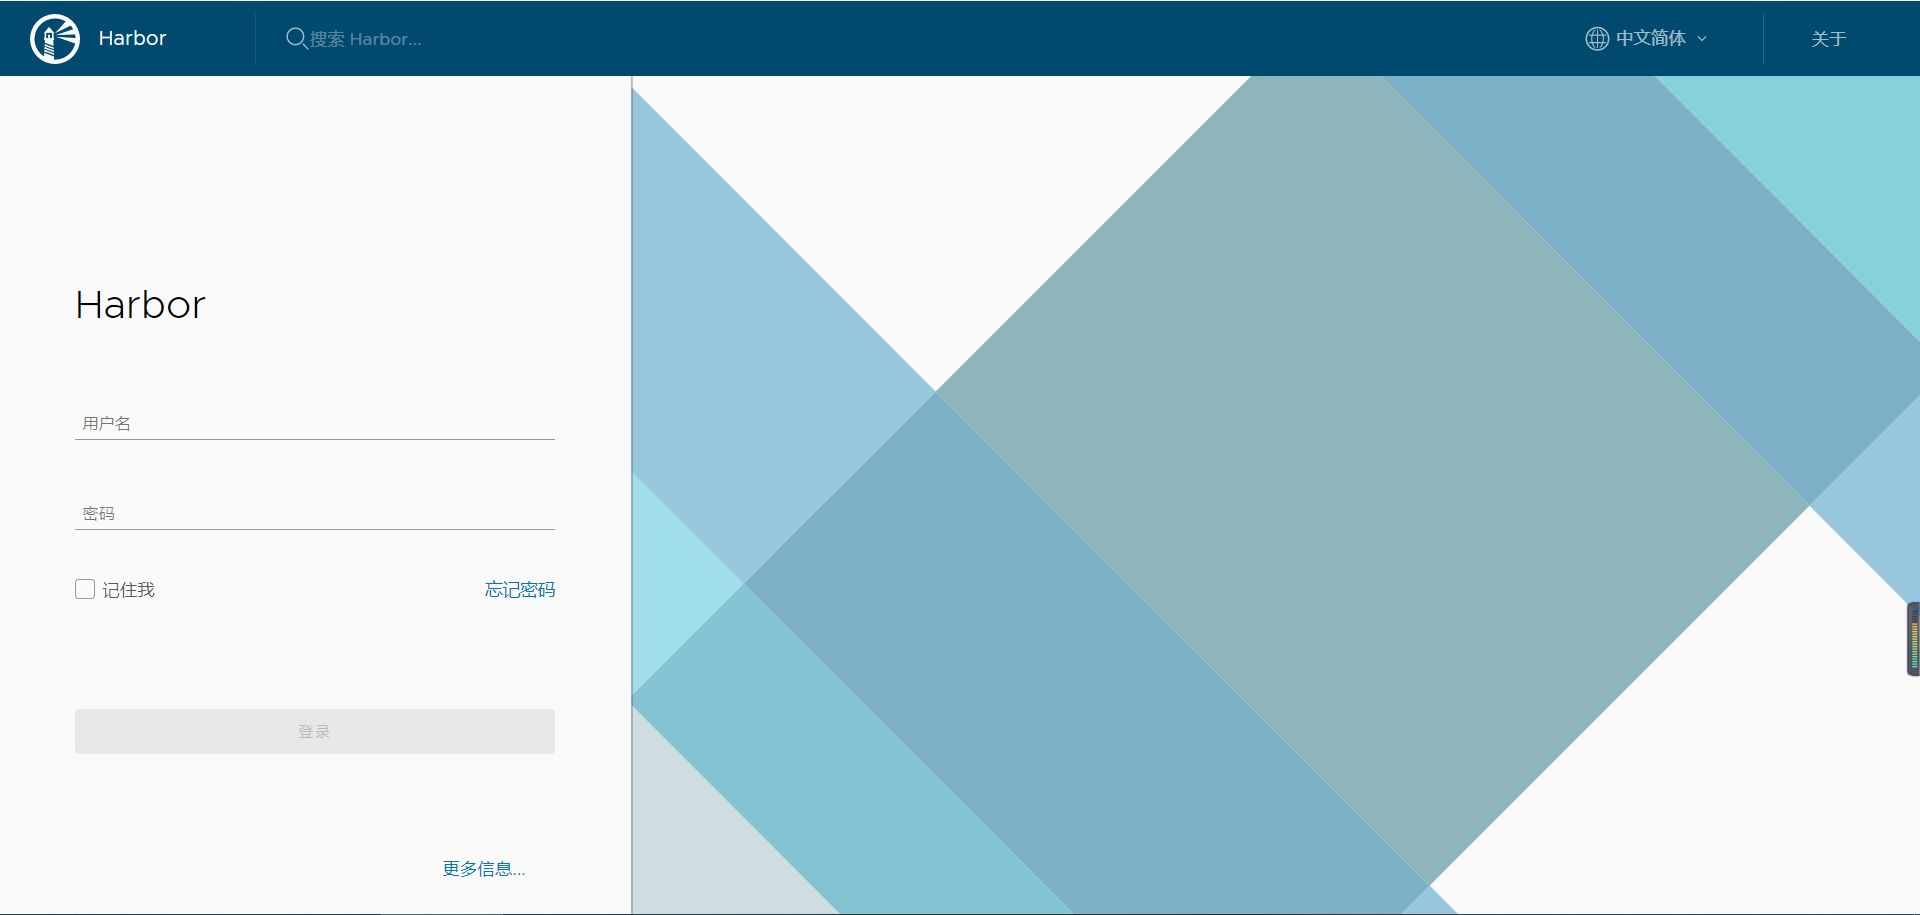 Harbor
搜索 Harbor...
中文简体
关于
Harbor
用户名
密码
记住我
忘记密码
登录
更多信息...